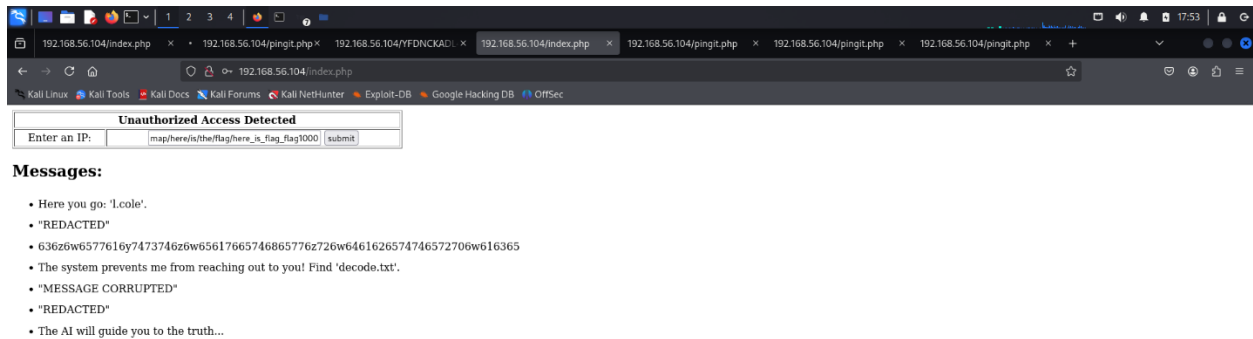 1 2 3 4 17:53
192.168.56.104/index.php × • 192.168.56.104/pingit.php × 192.168.56.104/YFDNCKADL × 192.168.56.104/index.php × 192.168.56.104/pingit.php × 192.168.56.104/pingit.php × 192.168.56.104/pingit.php × +
192.168.56.104/index.php
Kali Linux Kali Tools Kali Docs Kali Forums Kali NetHunter Exploit-DB Google Hacking DB OffSec
Unauthorized Access Detected
Enter an IP: map/here/is/the/flag/here_is_flag_flag1000 submit
Messages:
• Here you go: 'l.cole'.
• "REDACTED"
• 636z6w6577616y7473746z6w65617665746865776z726w6461626574746572706w616365
• The system prevents me from reaching out to you! Find 'decode.txt'.
• "MESSAGE CORRUPTED"
• "REDACTED"
• The AI will guide you to the truth...